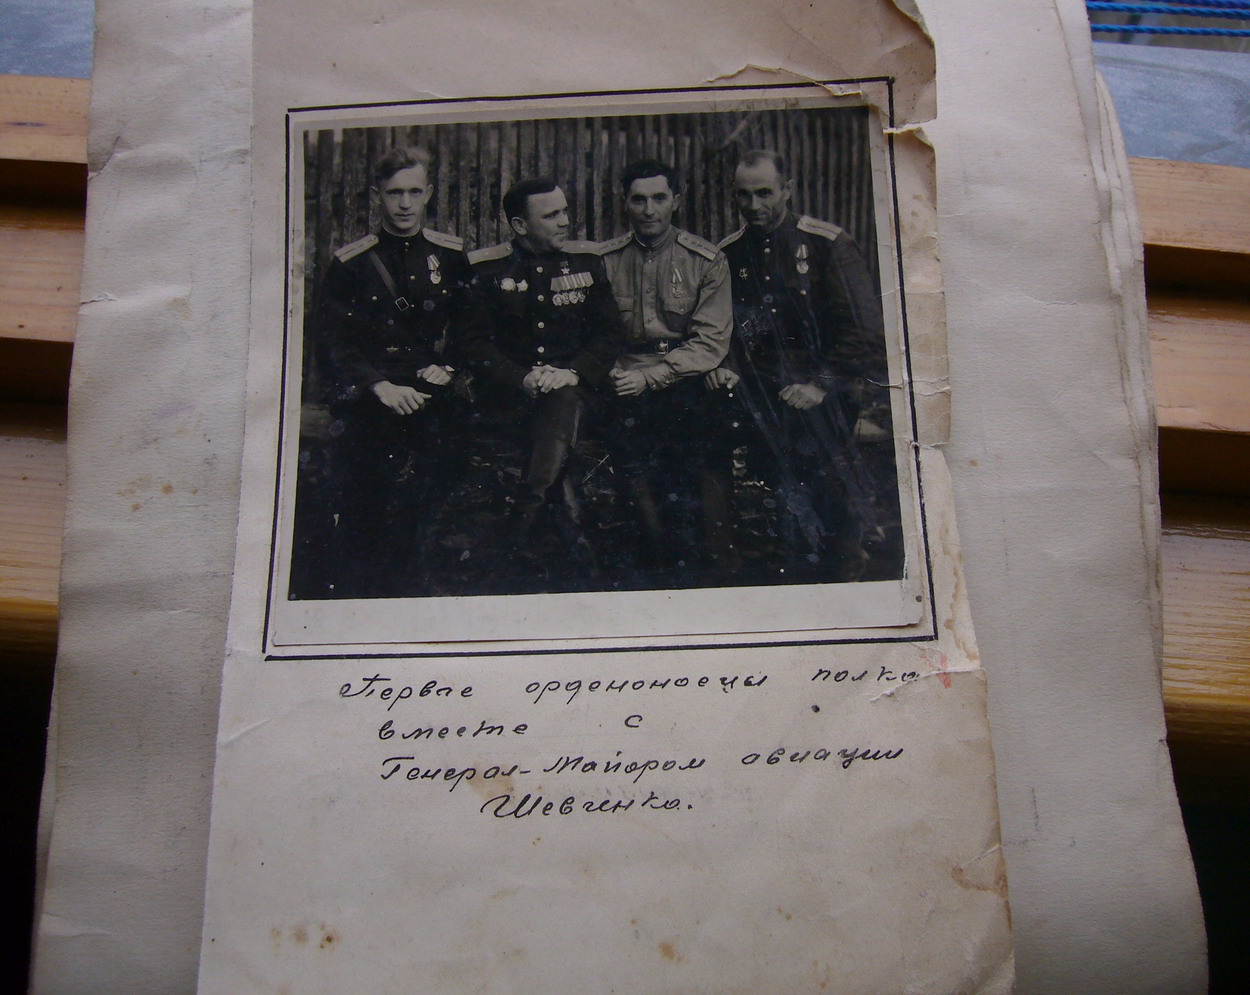 Первые орденоносцы полка
вместе с
Генерал-Майором авиации
Шевченко.